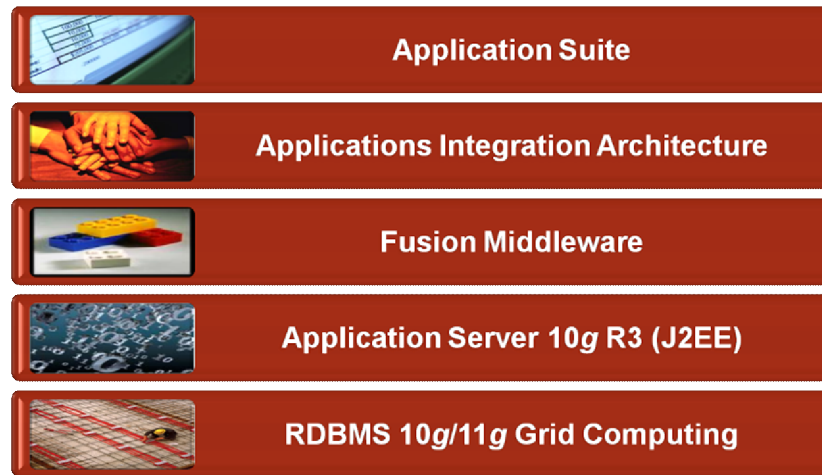 Application Suite
Applications Integration Architecture
Fusion Middleware
Application Server 10g R3 (J2EE)
RDBMS 10g/11g Grid Computing